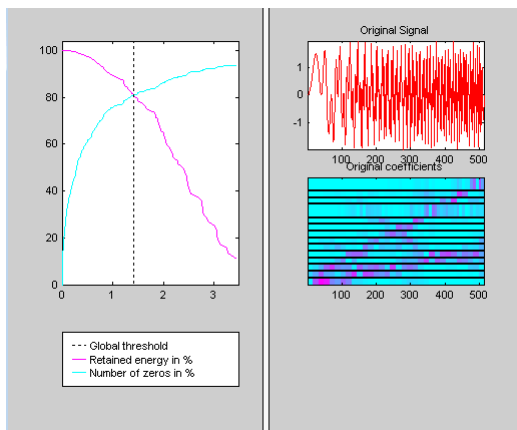 100
80
60
40
20
0
0 1 2 3
Global threshold
Retained energy in %
Number of zeros in %
Original Signal
1
0
-1
100 200 300 400 500
Original coefficients
100 200 300 400 500